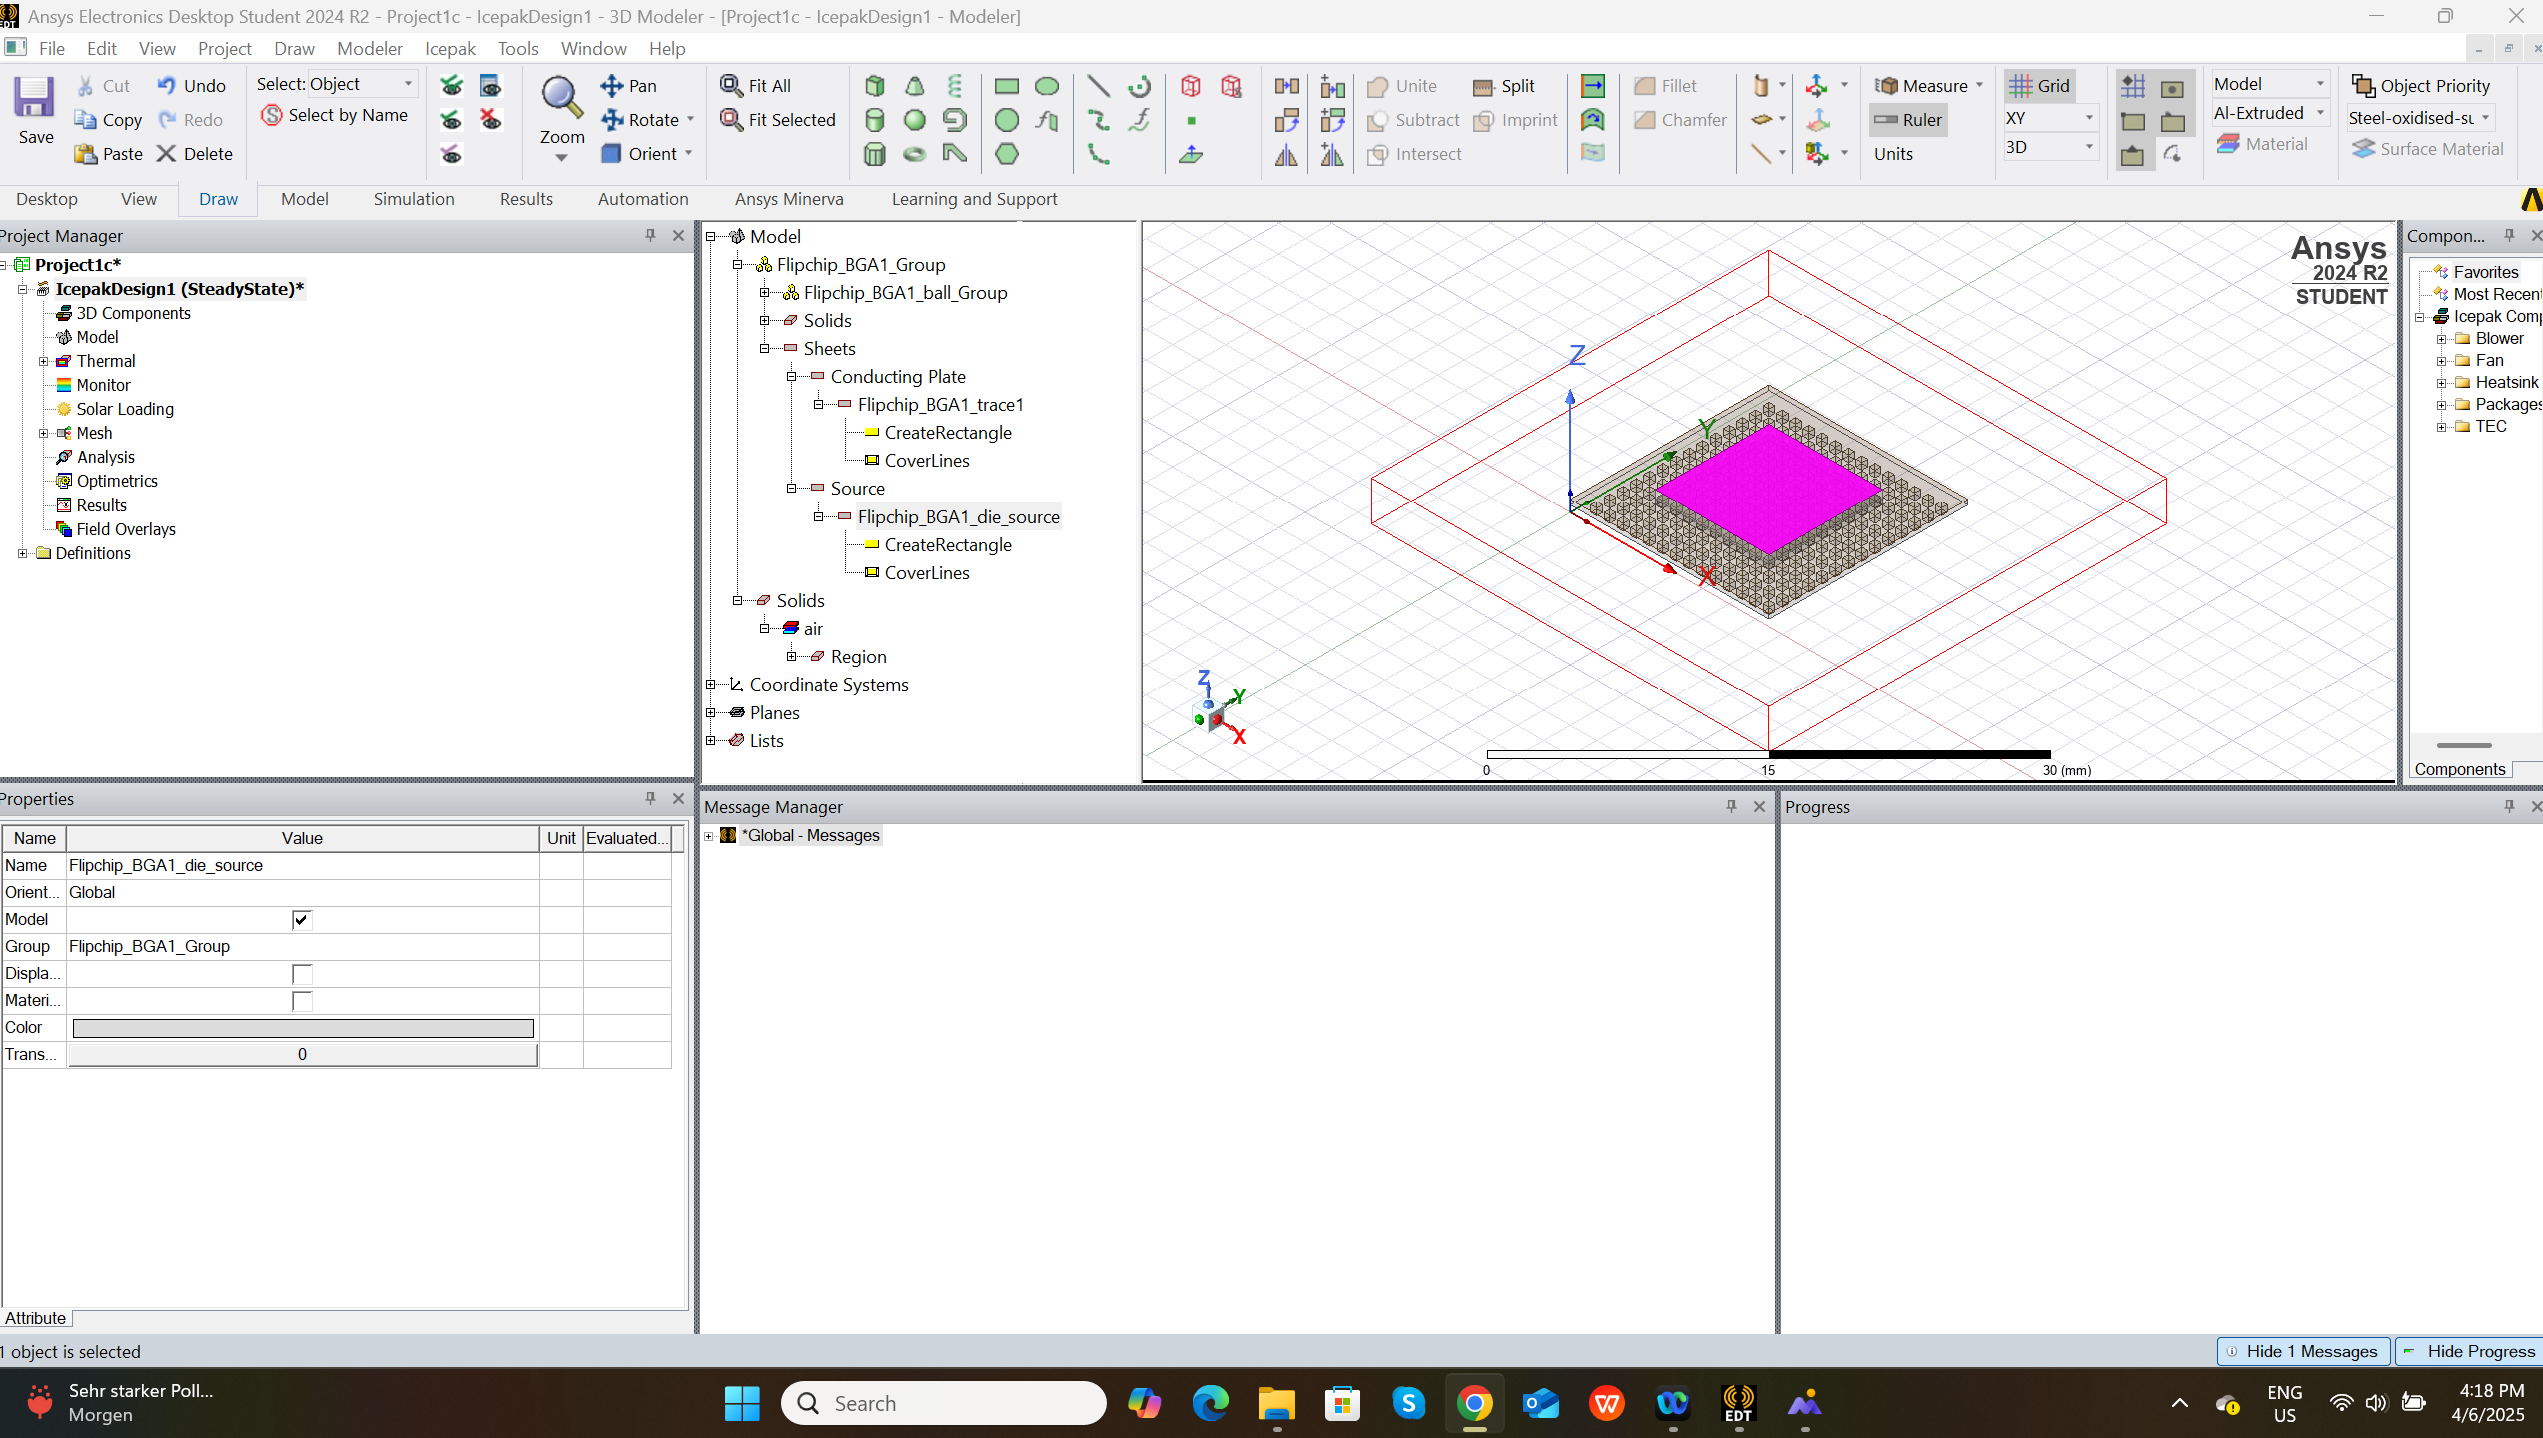 Ansys Electronics Desktop Student 2024 R2 - Project1c - IcepakDesign1 - 3D Modeler - [Project1c - IcepakDesign1 - Modeler]
File Edit View Project Draw Modeler Icepak Tools Window Help
Save
Cut
Copy
Paste
Undo
Redo
Delete
Select: Object
Select by Name
Zoom
Pan
Rotate
Orient
Fit All
Fit Selected
Unite
Subtract
Intersect
Split
Imprint
Fillet
Chamfer
Measure
Ruler
Units
Grid
XY
3D
Model
Al-Extruded
Material
Object Priority
Steel-oxidised-su
Surface Material
Desktop View Draw Model Simulation Results Automation Ansys Minerva Learning and Support
Project Manager
Project1c*
IcepakDesign1 (SteadyState)*
3D Components
Model
Thermal
Monitor
Solar Loading
Mesh
Analysis
Optimetrics
Results
Field Overlays
Definitions
Model
Flipchip_BGA1_Group
Flipchip_BGA1_ball_Group
Solids
Sheets
Conducting Plate
Flipchip_BGA1_trace1
CreateRectangle
CoverLines
Source
Flipchip_BGA1_die_source
CreateRectangle
CoverLines
Solids
air
Region
Coordinate Systems
Planes
Lists
Ansys
2024 R2
STUDENT
Z
Y
X
Z
Y
X
0 15 30 (mm)
Compon...
Favorites
Most Recent
Icepak Comp
Blower
Fan
Heatsink
Packages
TEC
Components
Properties
Name Value Unit Evaluated...
Name Flipchip_BGA1_die_source
Orient... Global
Model
Group Flipchip_BGA1_Group
Displa...
Materi...
Color
Trans... 0
Attribute
Message Manager
*Global - Messages
Progress
1 object is selected
Hide 1 Messages
Hide Progress
Sehr starker Poll...
Morgen
Search
EDT
ENG
US
4:18 PM
4/6/2025